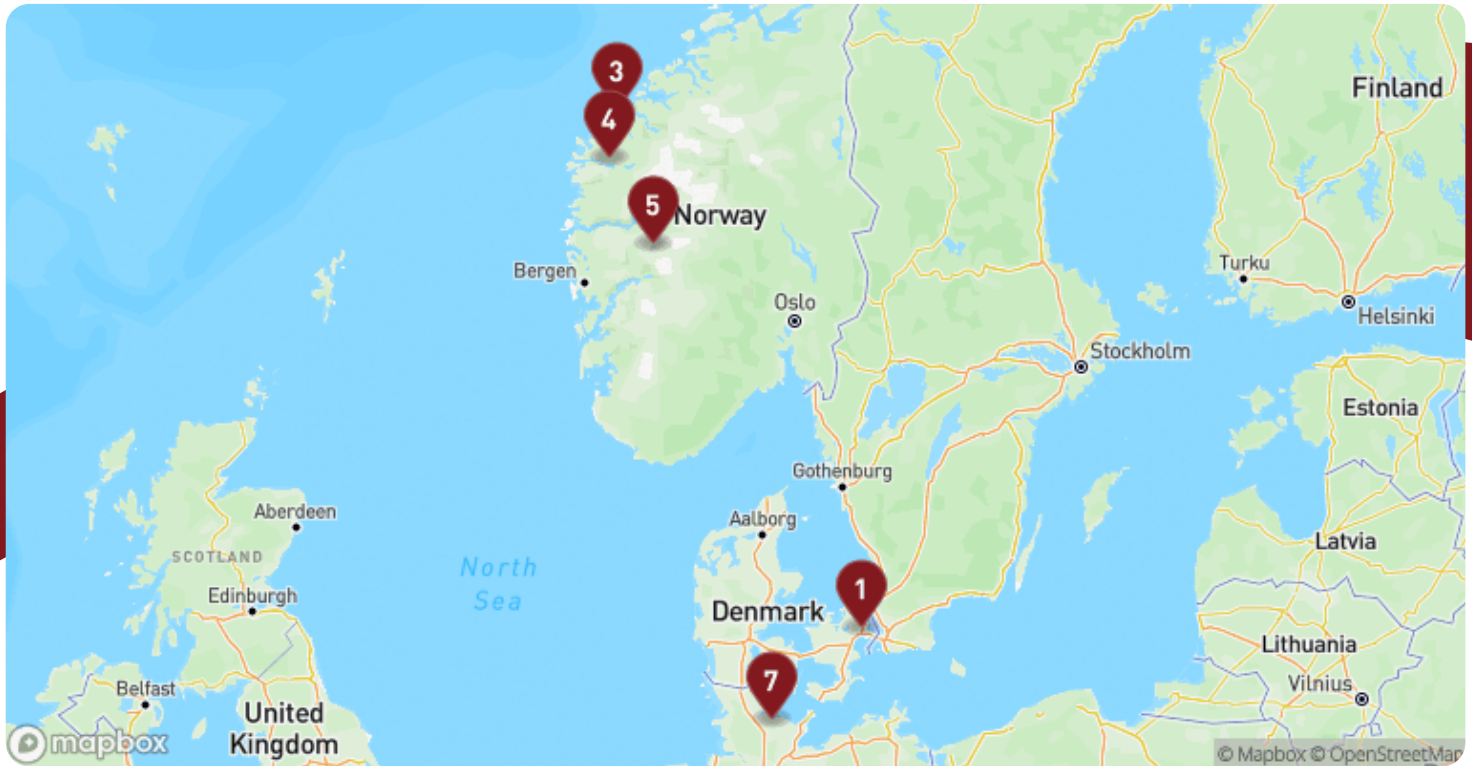 3
Finland
4
5
Norway
Bergen
Turku
Oslo
Helsinki
Stockholm
Estonia
Gothenburg
Aberdeen
Aalborg
SCOTLAND
Latvia
North
Sea
Edinburgh
1
Denmark
Lithuania
7
Belfast
Vilnius
United
Kingdom
mapbox
© Mapbox © OpenStreetMap